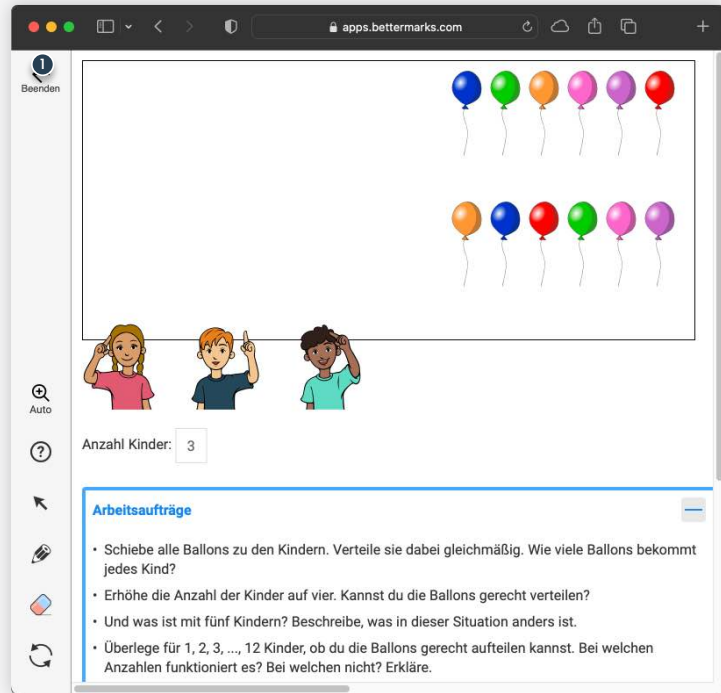 apps.bettermarks.com
1
Beenden
Auto
Anzahl Kinder: 3
Arbeitsaufträge
• Schiebe alle Ballons zu den Kindern. Verteile sie dabei gleichmäßig. Wie viele Ballons bekommt
jedes Kind?
• Erhöhe die Anzahl der Kinder auf vier. Kannst du die Ballons gerecht verteilen?
• Und was ist mit fünf Kindern? Beschreibe, was in dieser Situation anders ist.
• Überlege für 1, 2, 3, ..., 12 Kinder, ob du die Ballons gerecht aufteilen kannst. Bei welchen
Anzahlen funktioniert es? Bei welchen nicht? Erkläre.